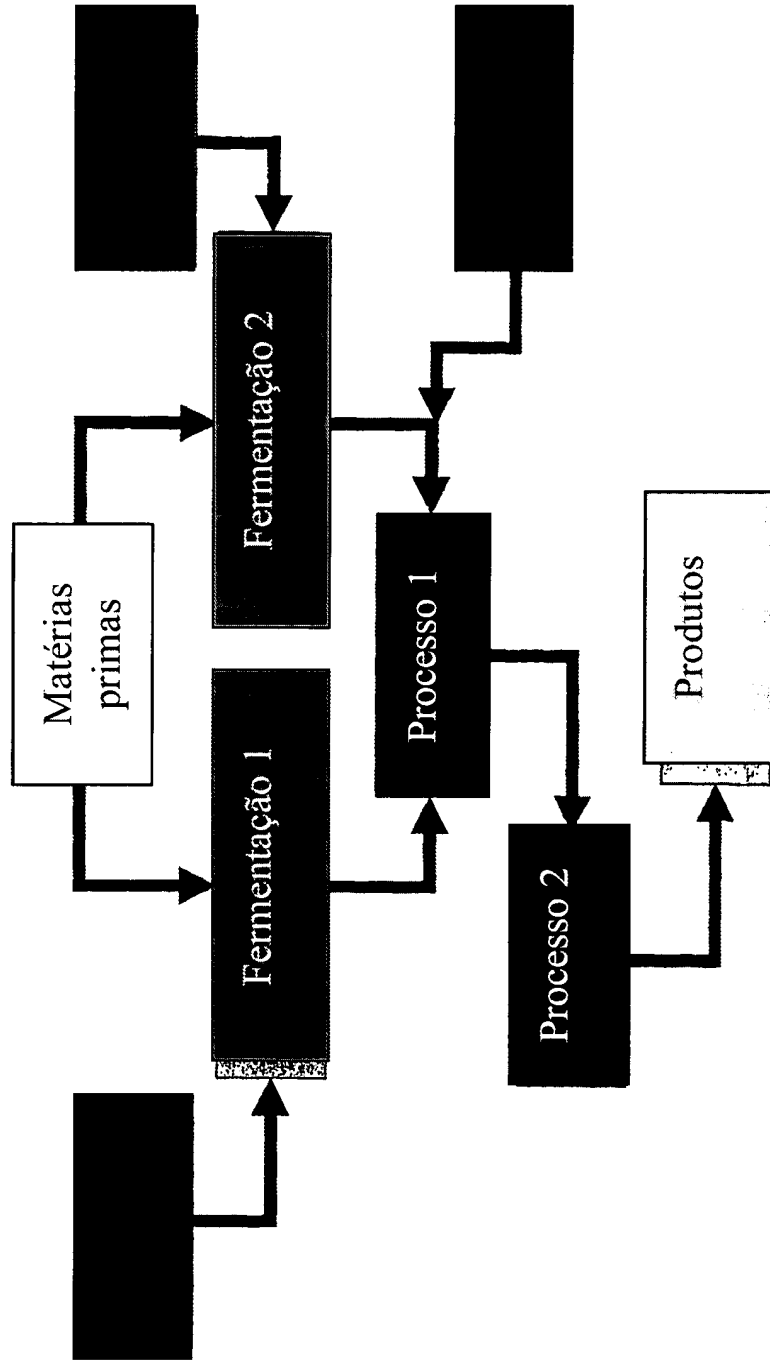 Matérias
primas
Fermentação 1
Fermentação 2
Processo 1
Processo 2
Produtos